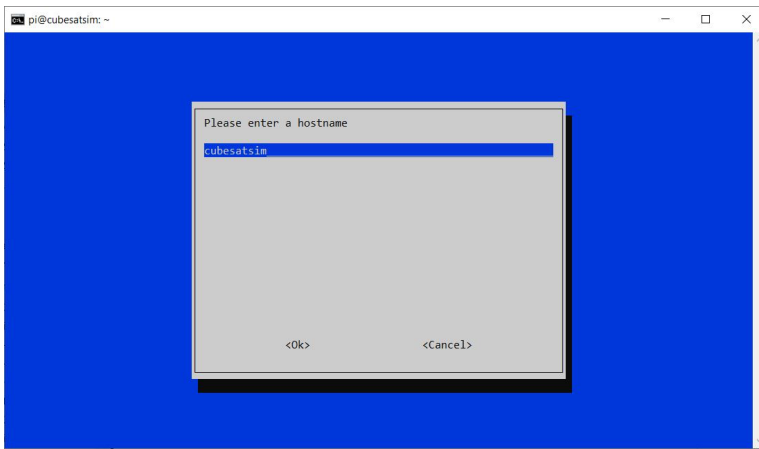 pi@cubesatsim: ~
Please enter a hostname
cubesatsim
<Ok> <Cancel>